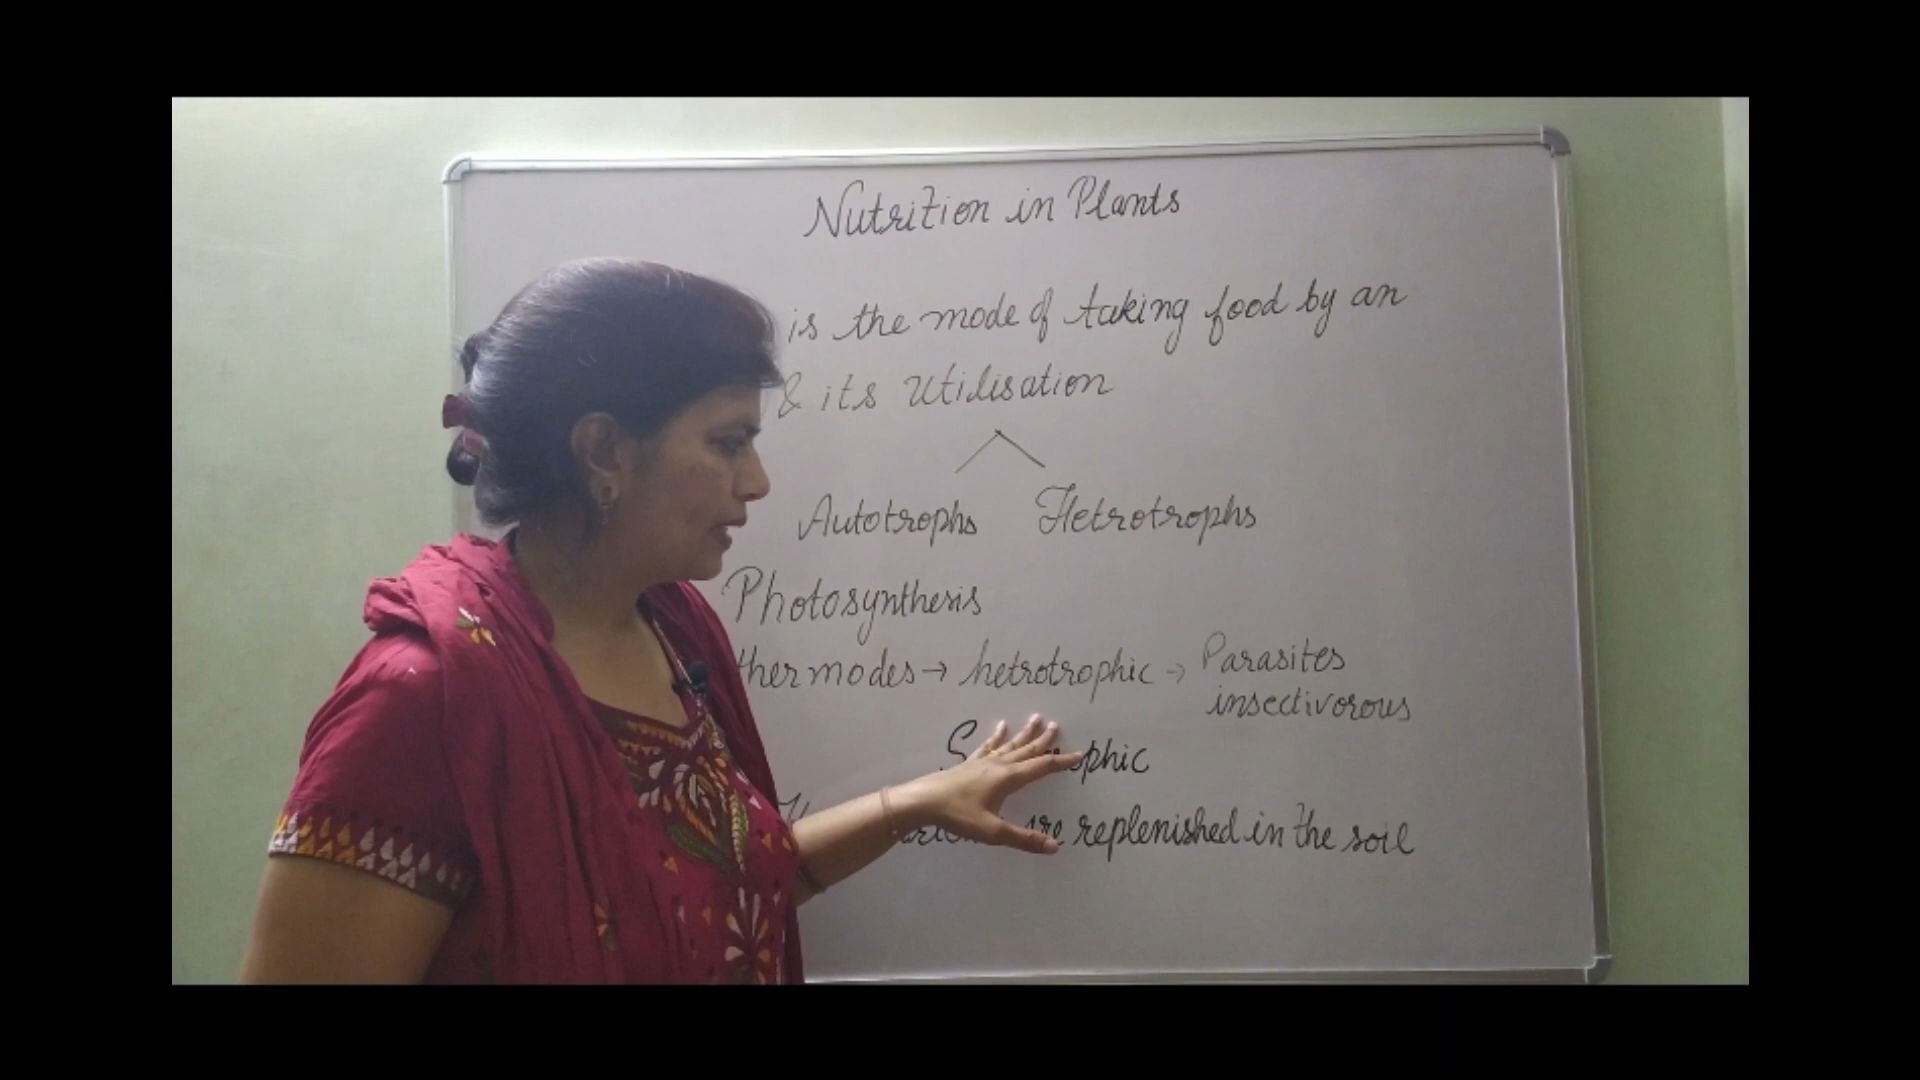 Nutrition in Plants
is the mode of taking food by an
& its Utilisation
Autotrophs Hetrotrophs
Photosynthesis
ther modes → hetrotrophic → Parasites
insectivorous
phic
are replenished in the soil